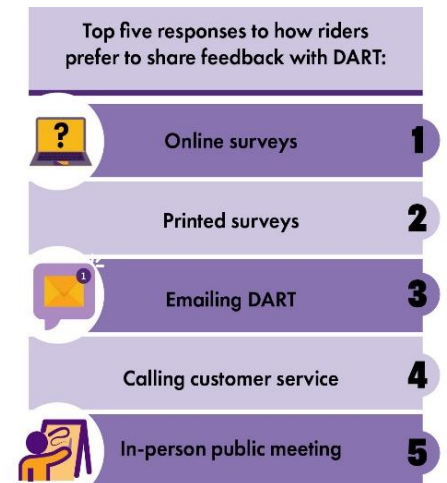 Top five responses to how riders
prefer to share feedback with DART:
?
Online surveys 1
Printed surveys 2
1
Emailing DART 3
Calling customer service 4
In-person public meeting 5